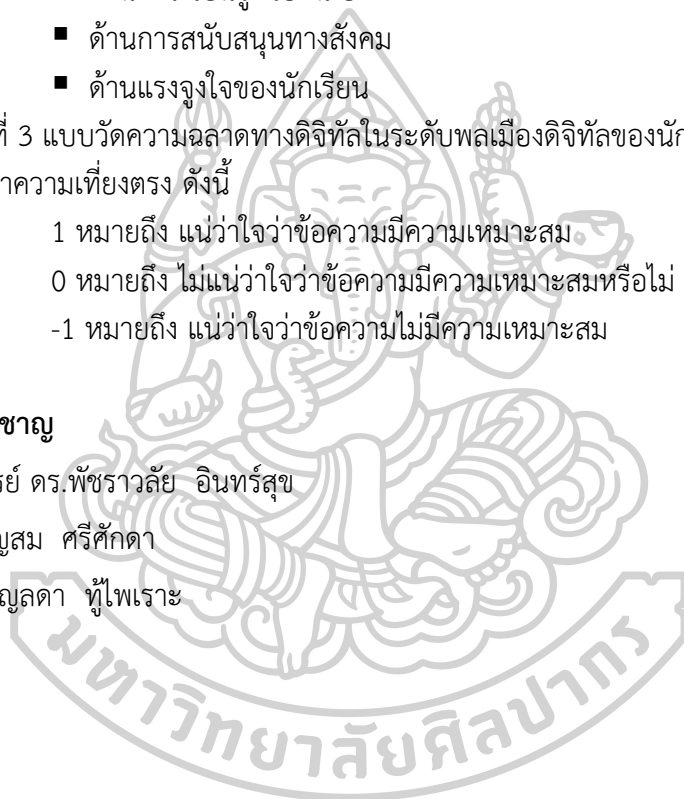 ■ ด้านการสนับสนุนทางสังคม
■ ด้านแรงจูงใจของนักเรียน
ที่ 3 แบบวัดความฉลาดทางดิจิทัลในระดับพลเมืองดิจิทัลของนัก
าความเที่ยงตรง ดังนี้
1 หมายถึง แน่ว่าใจว่าข้อความมีความเหมาะสม
0 หมายถึง ไม่แน่ว่าใจว่าข้อความมีความเหมาะสมหรือไม่
-1 หมายถึง แน่ว่าใจว่าข้อความไม่มีความเหมาะสม
ชาญ
รย์ ดร.พัชราวลัย อินทร์สุข
ญสม ศรีศักดา
ญลดา ทู้ไพเราะ
มหาวิทยาลัยศิลปากร